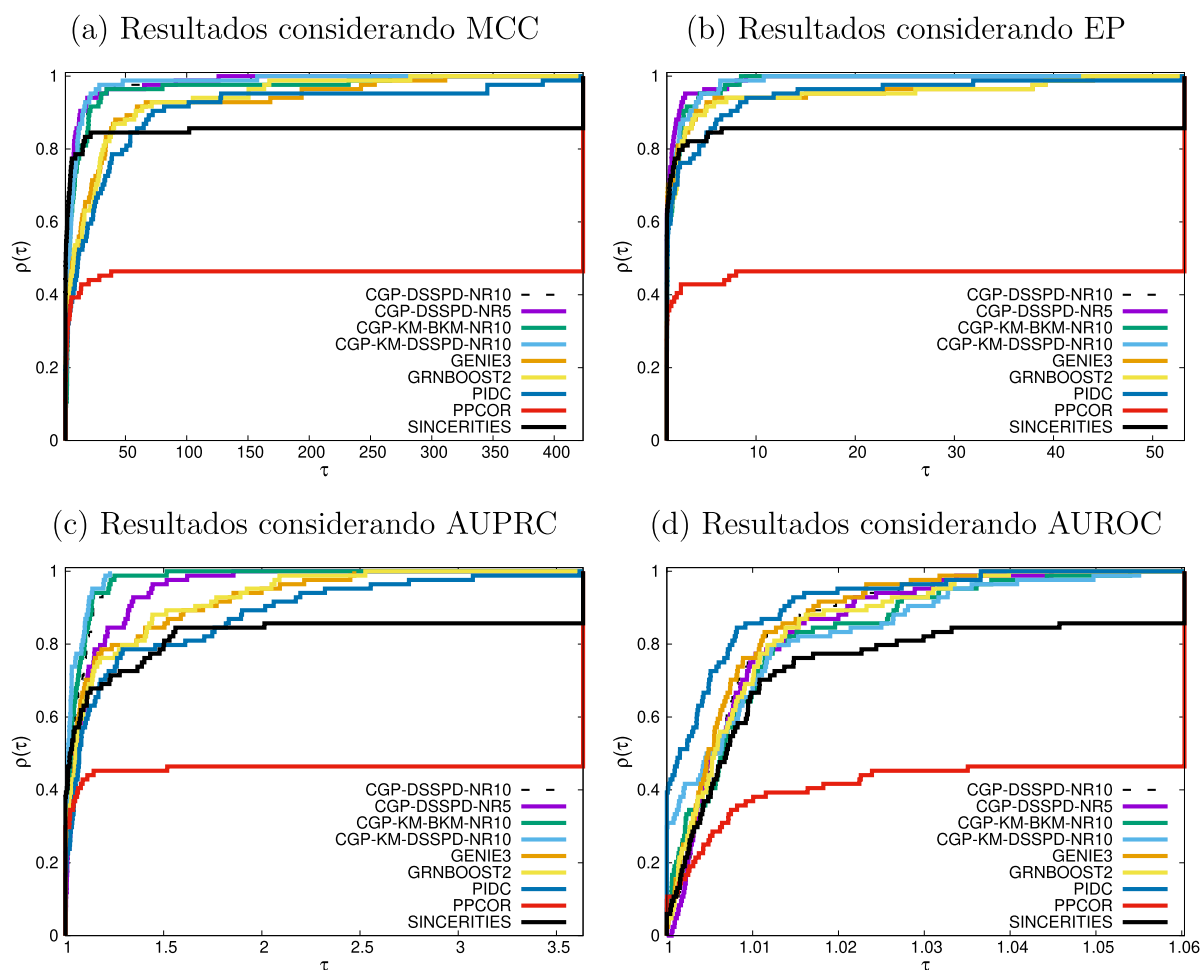 (a) Resultados considerando MCC
1
0.8
0.6
0.4
0.2
0
ρ(τ)
CGP-DSSPD-NR10
CGP-DSSPD-NR5
CGP-KM-BKM-NR10
CGP-KM-DSSPD-NR10
GENIE3
GRNBOOST2
PIDC
PPCOR
SINCERITIES
50 100 150 200 250 300 350 400
τ
(b) Resultados considerando EP
1
0.8
0.6
0.4
0.2
0
ρ(τ)
CGP-DSSPD-NR10
CGP-DSSPD-NR5
CGP-KM-BKM-NR10
CGP-KM-DSSPD-NR10
GENIE3
GRNBOOST2
PIDC
PPCOR
SINCERITIES
10 20 30 40 50
τ
(c) Resultados considerando AUPRC
1
0.8
0.6
0.4
0.2
0
ρ(τ)
CGP-DSSPD-NR10
CGP-DSSPD-NR5
CGP-KM-BKM-NR10
CGP-KM-DSSPD-NR10
GENIE3
GRNBOOST2
PIDC
PPCOR
SINCERITIES
1 1.5 2 2.5 3 3.5
τ
(d) Resultados considerando AUROC
1
0.8
0.6
0.4
0.2
0
ρ(τ)
CGP-DSSPD-NR10
CGP-DSSPD-NR5
CGP-KM-BKM-NR10
CGP-KM-DSSPD-NR10
GENIE3
GRNBOOST2
PIDC
PPCOR
SINCERITIES
1 1.01 1.02 1.03 1.04 1.05 1.06
τ